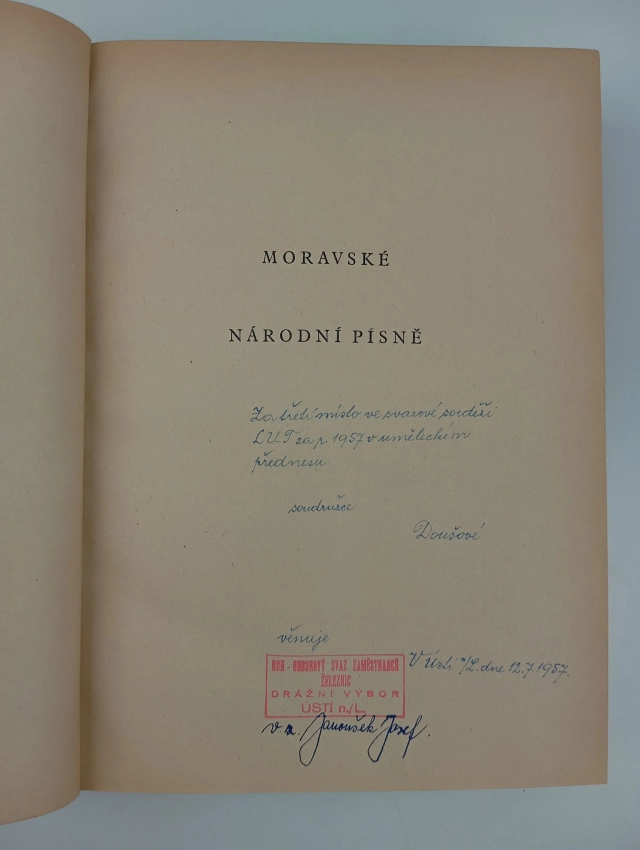 MORAVSKÉ
NÁRODNÍ PÍSNĚ
Za třetí místo ve svazové soutěži
LUT za r. 1957 v uměleckém
přednesu
soudružce
Doušové
věnuje
V Ústí n/L. dne 12.7.1957.
ROH - ODBOROVÝ SVAZ ZAMĚSTNANCŮ
ŽELEZNIC
DRÁŽNÍ VÝBOR
ÚSTÍ n./L.
Janoušek Josef.